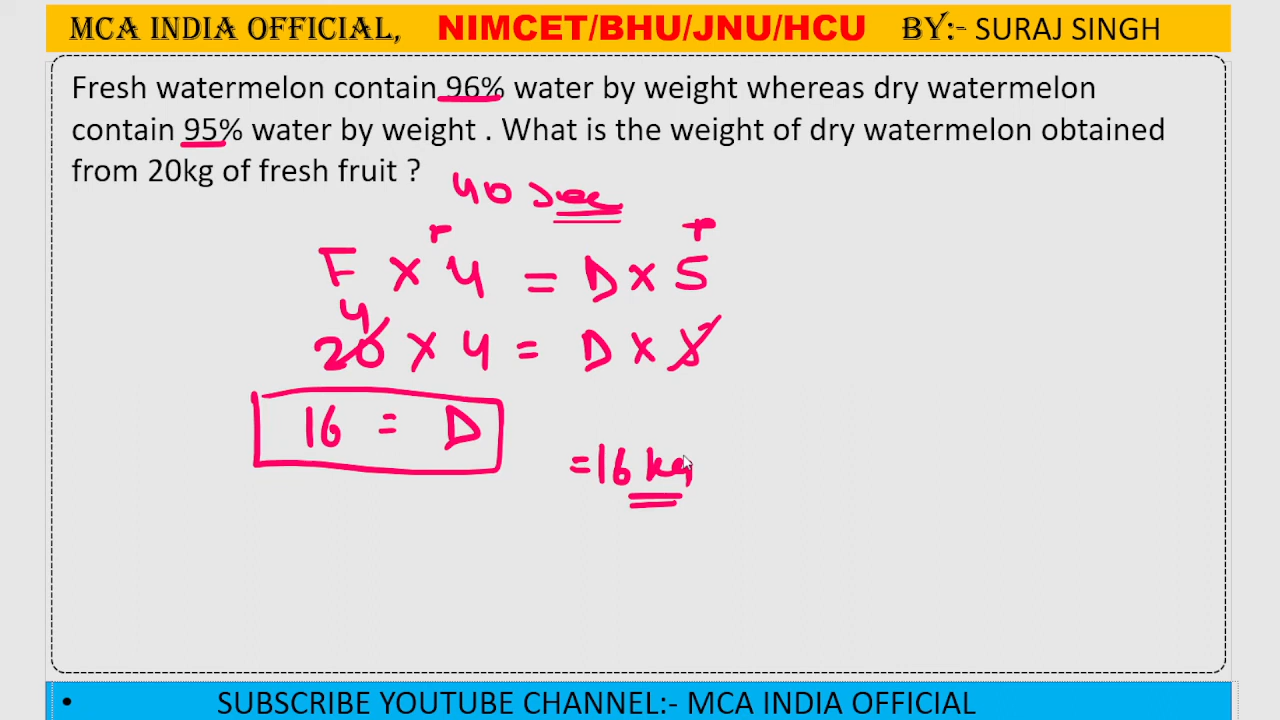 MCA INDIA OFFICIAL, NIMCET/BHU/JNU/HCU BY:- SURAJ SINGH
Fresh watermelon contain 96% water by weight whereas dry watermelon
contain 95% water by weight . What is the weight of dry watermelon obtained
from 20kg of fresh fruit ?
40 sec
r r
F × 4 = D × 5
4
20 × 4 = D × 5
16 = D
=16 kg
• SUBSCRIBE YOUTUBE CHANNEL:- MCA INDIA OFFICIAL